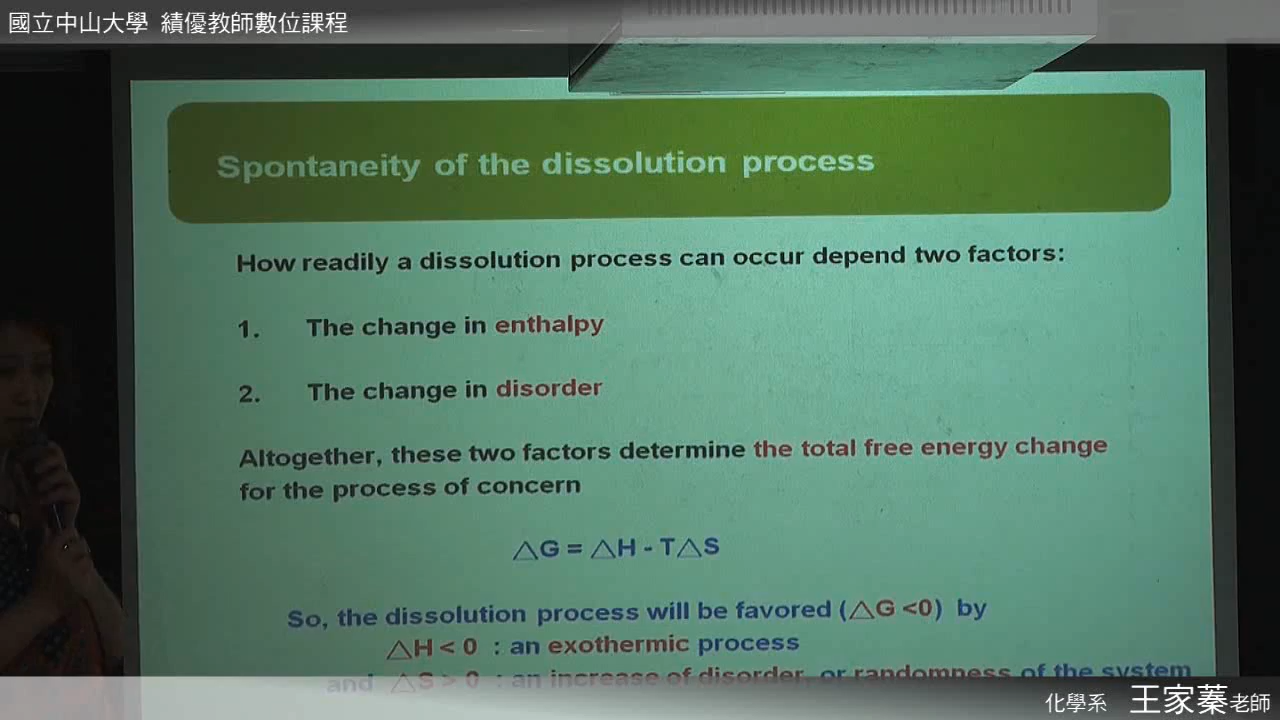 國立中山大學 績優教師數位課程
Spontaneity of the dissolution process
How readily a dissolution process can occur depend two factors:
1. The change in enthalpy
2. The change in disorder
Altogether, these two factors determine the total free energy change
for the process of concern
△G = △H - T△S
So, the dissolution process will be favored (△G <0) by
△H < 0 : an exothermic process
and △S > 0 : an increase of disorder, or randomness of the system
化學系 王家蓁老師